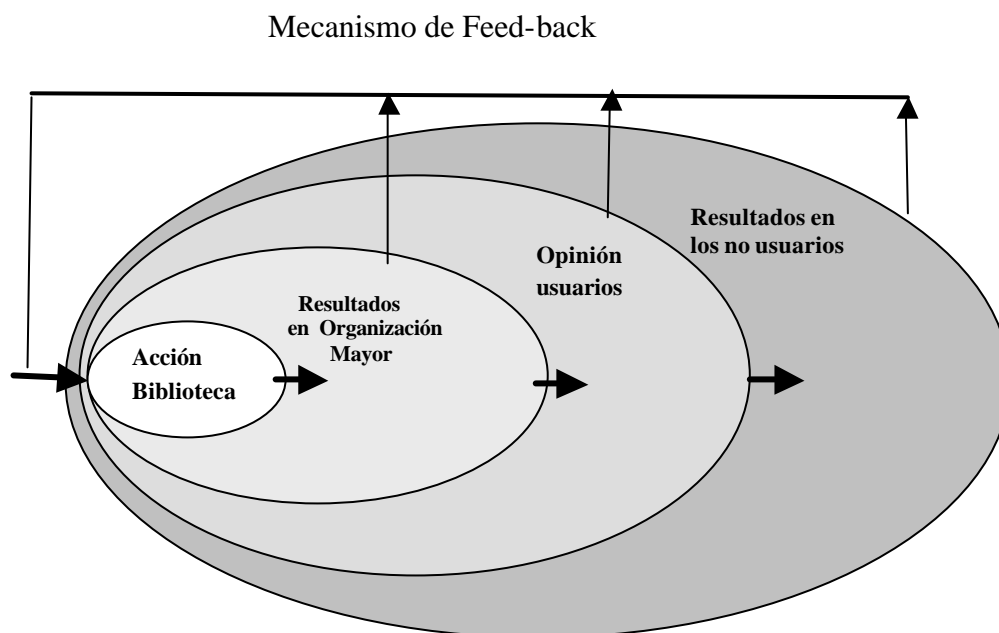 Mecanismo de Feed-back
Resultados en
los no usuarios
Opinión
usuarios
Resultados
en Organización
Mayor
Acción
Biblioteca